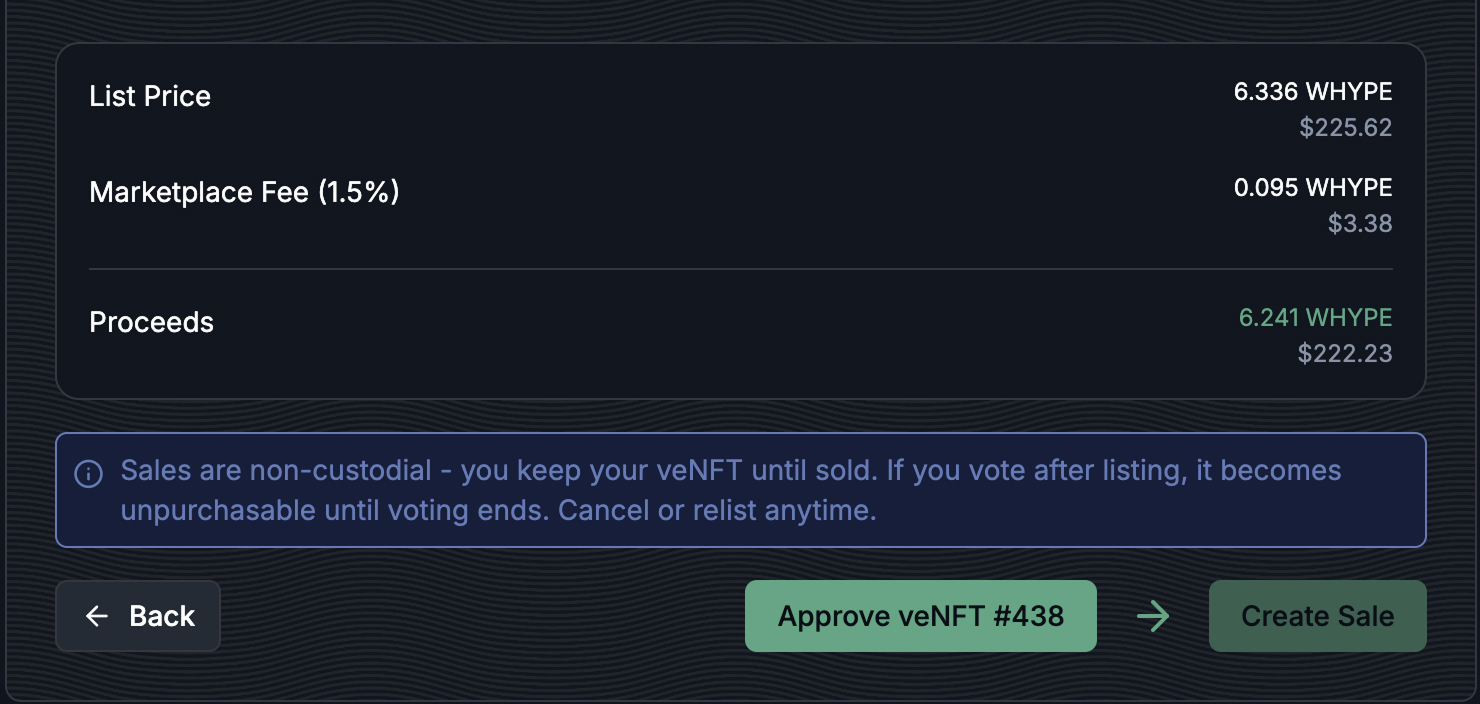 List Price
6.336 WHYPE
$225.62
Marketplace Fee (1.5%)
0.095 WHYPE
$3.38
Proceeds
6.241 WHYPE
$222.23
Sales are non-custodial - you keep your veNFT until sold. If you vote after listing, it becomes
unpurchasable until voting ends. Cancel or relist anytime.
Back
Approve veNFT #438
Create Sale